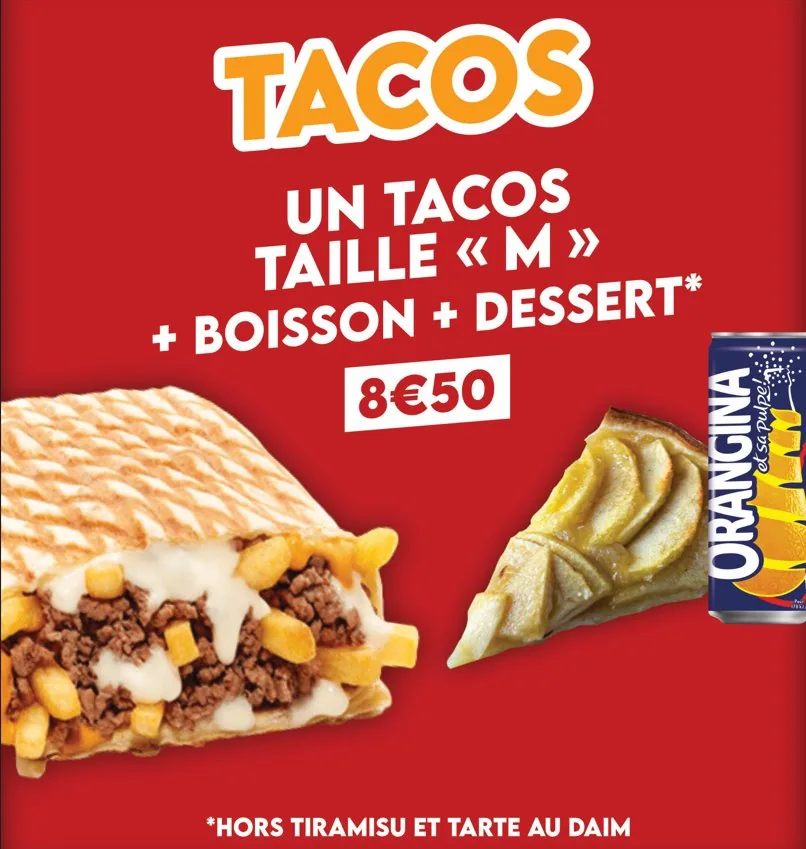 TACOS
UN TACOS
TAILLE « M »
+ BOISSON + DESSERT*
8€50
ORANGINA
et sa pulpe!
*HORS TIRAMISU ET TARTE AU DAIM